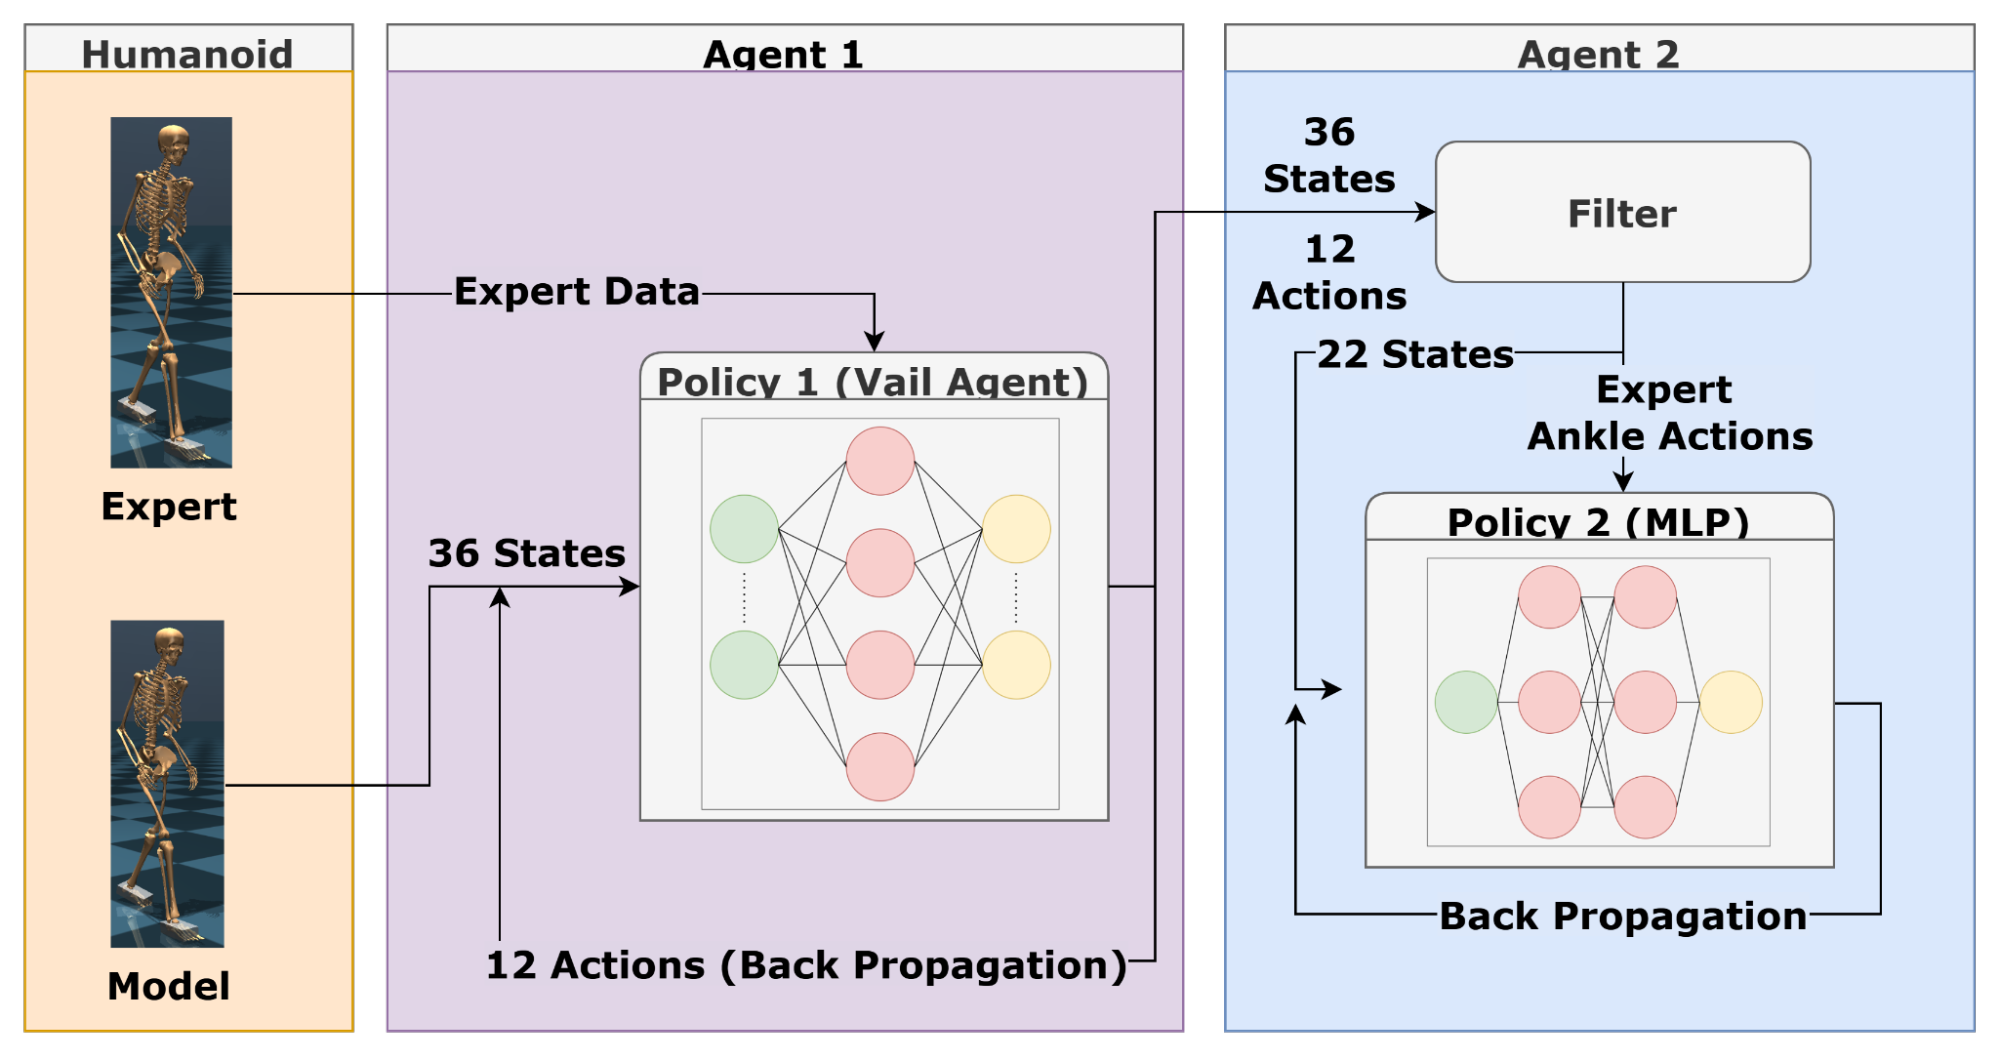 Humanoid
Expert
Model
Agent 1
Expert Data
Policy 1 (Vail Agent)
36 States
12 Actions (Back Propagation)
Agent 2
36
States
12
Actions
Filter
22 States
Expert
Ankle Actions
Policy 2 (MLP)
Back Propagation